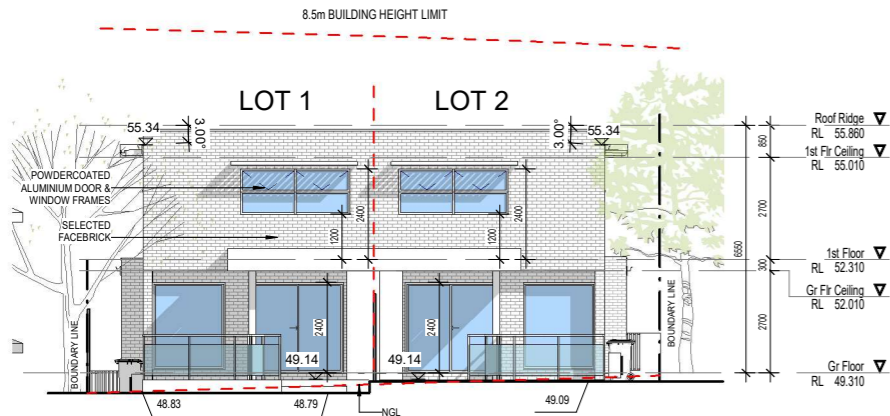 8.5m BUILDING HEIGHT LIMIT
LOT 1
LOT 2
Roof Ridge
RL 55.860
55.34
3.00°
3.00°
55.34
860
1st Flr Ceiling
RL 55.010
POWDERCOATED
ALUMINIUM DOOR &
WINDOW FRAMES
SELECTED
FACEBRICK
1200
2400
1200
2400
2700
6550
1st Floor
RL 52.310
300
Gr Flr Ceiling
RL 52.010
2400
2400
2700
BOUNDARY LINE
BOUNDARY LINE
49.14
49.14
Gr Floor
RL 49.310
48.83
48.79
NGL
49.09